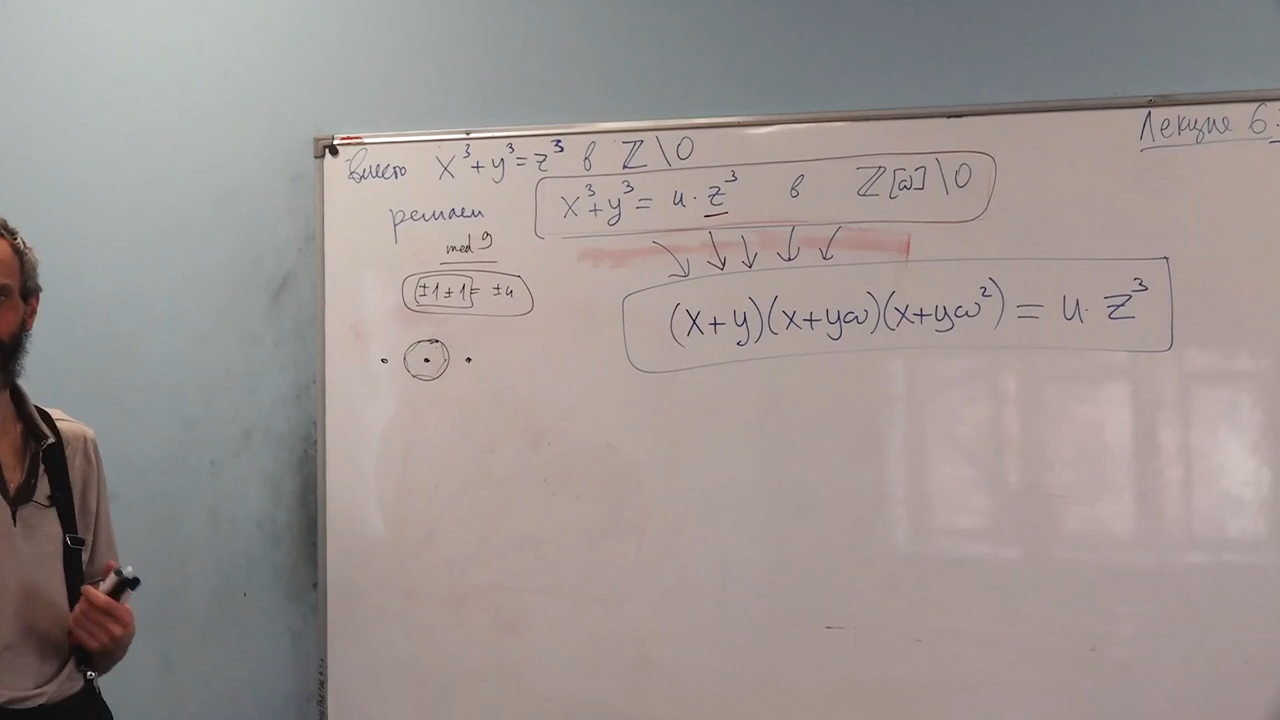 Лекция 6
Вместо x³+y³=z³ в ℤ\0
решаем x³+y³= u·z³ в ℤ[ω]\0
mod 9
±1±1= ±u
(x+y)(x+yω)(x+yω²) = u·z³